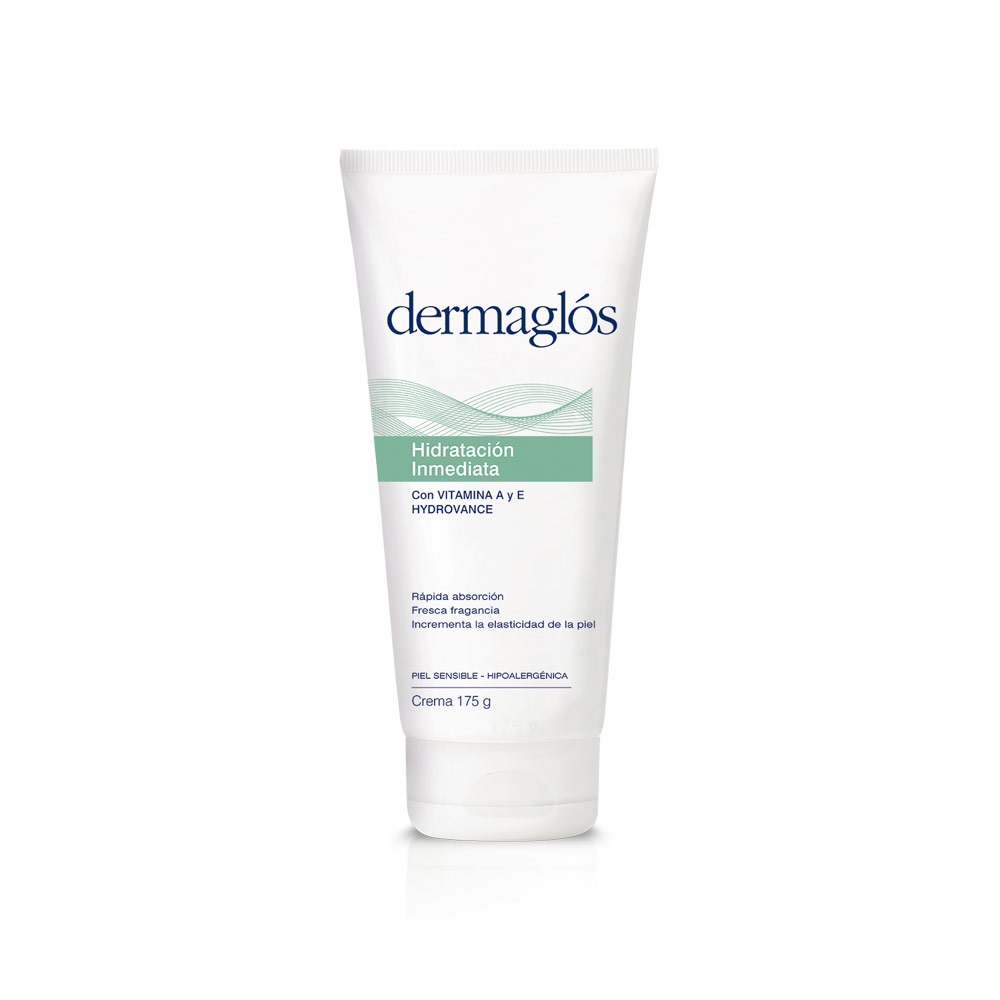 dermaglós
Hidratación
Inmediata
Con VITAMINA A y E
HYDROVANCE
Rápida absorción
Fresca fragancia
Incrementa la elasticidad de la piel
PIEL SENSIBLE - HIPOALERGÉNICA
Crema 175 g
175 g